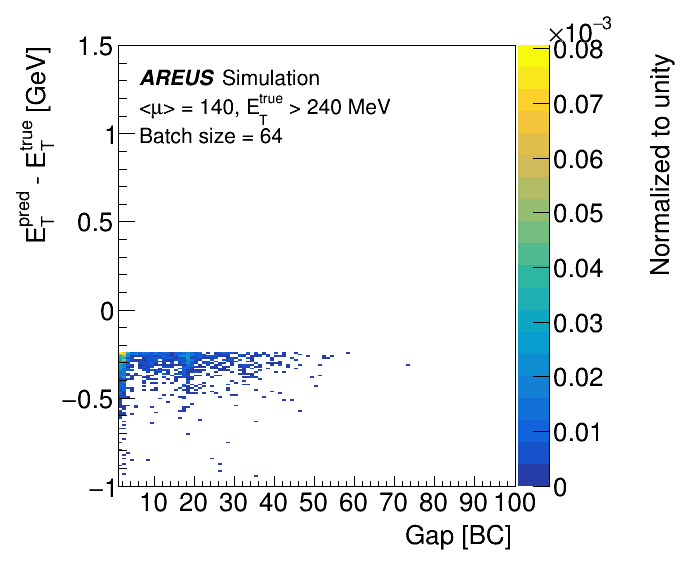 ×10⁻³
E_T^pred - E_T^true [GeV]
1.5
1
0.5
0
−0.5
−1
AREUS Simulation
<μ> = 140, E_T^true > 240 MeV
Batch size = 64
10 20 30 40 50 60 70 80 90 100
Gap [BC]
0.08
0.07
0.06
0.05
0.04
0.03
0.02
0.01
0
Normalized to unity